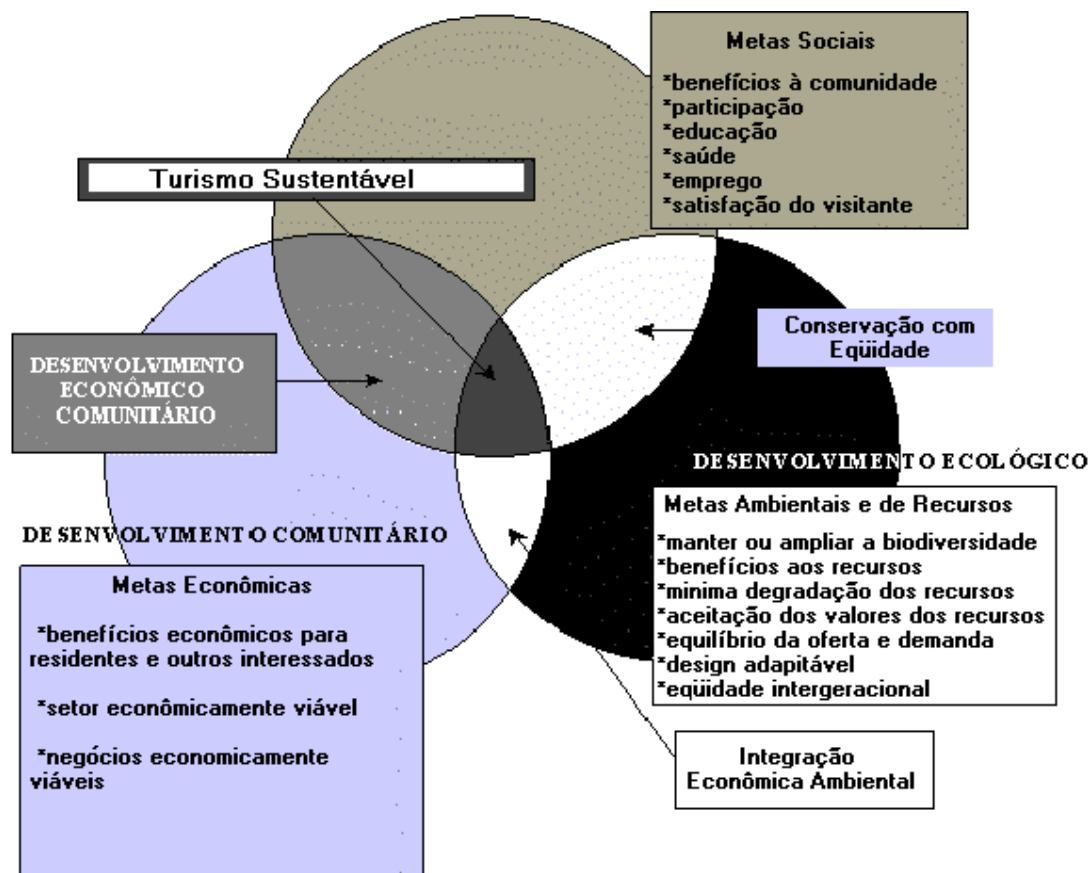 Metas Sociais
*benefícios à comunidade
*participação
*educação
*saúde
*emprego
*satisfação do visitante
Turismo Sustentável
Conservação com
Eqüidade
DESENVOLVIMENTO
ECONÔMICO
COMUNITÁRIO
DESENVOLVIMENTO ECOLÓGICO
Metas Ambientais e de Recursos
*manter ou ampliar a biodiversidade
*benefícios aos recursos
*minima degradação dos recursos
*aceitação dos valores dos recursos
*equilíbrio da oferta e demanda
*design adapitável
*eqüidade intergeracional
DESENVOLVIMENTO COMUNITÁRIO
Metas Econômicas
*benefícios econômicos para
residentes e outros interessados
*setor econômicamente viável
*negócios economicamente
viáveis
Integração
Econômica Ambiental